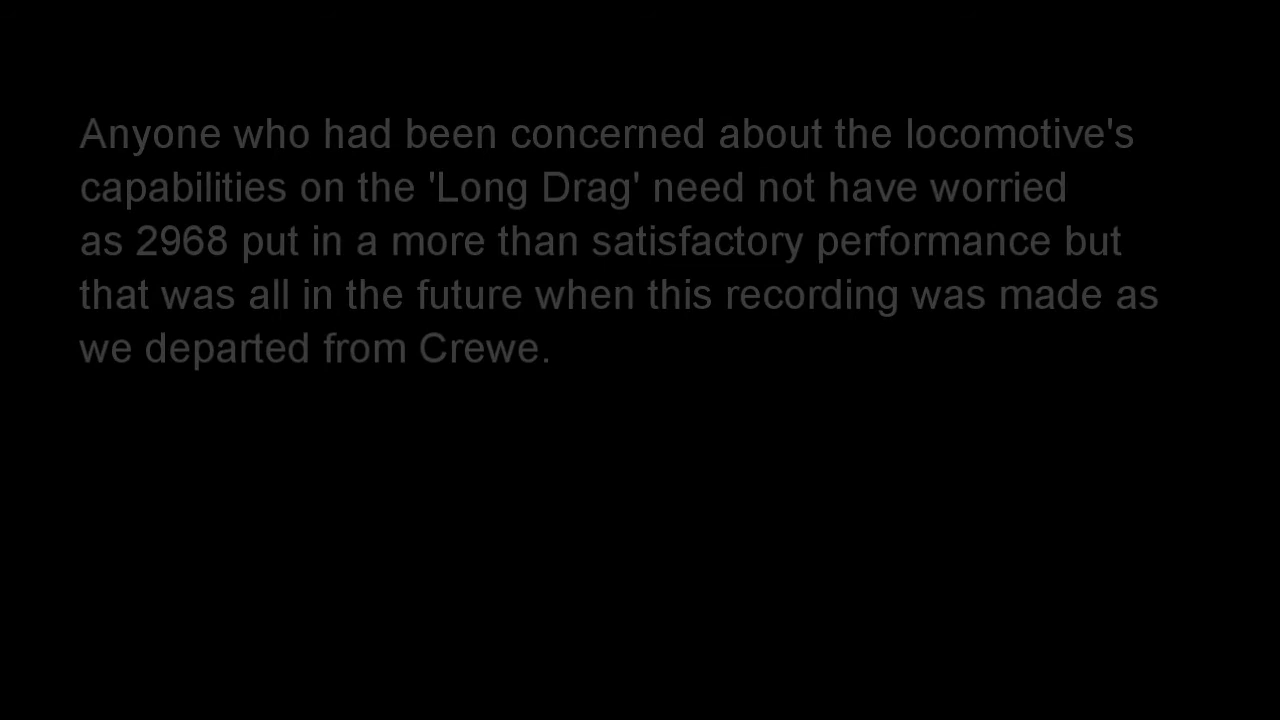 Anyone who had been concerned about the locomotive's
capabilities on the 'Long Drag' need not have worried
as 2968 put in a more than satisfactory performance but
that was all in the future when this recording was made as
we departed from Crewe.